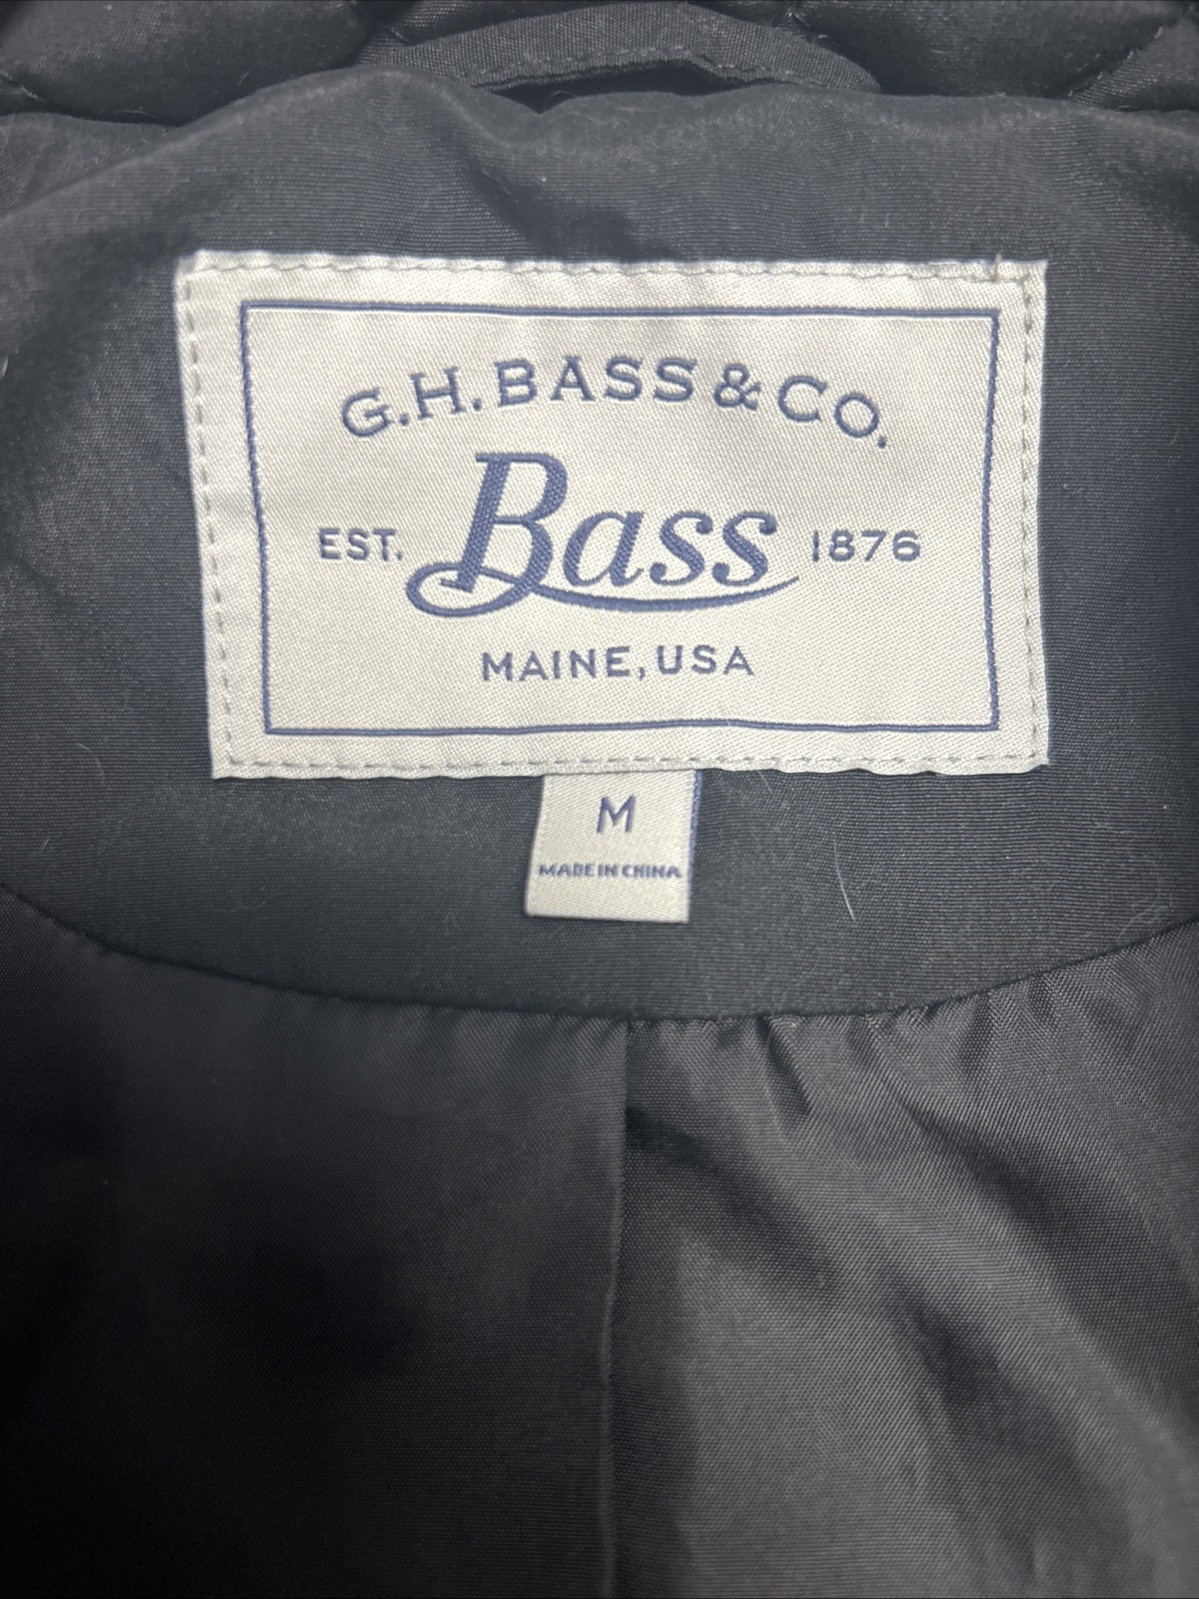 G.H. BASS & CO.
EST. Bass 1876
MAINE, USA
M
MADE IN CHINA